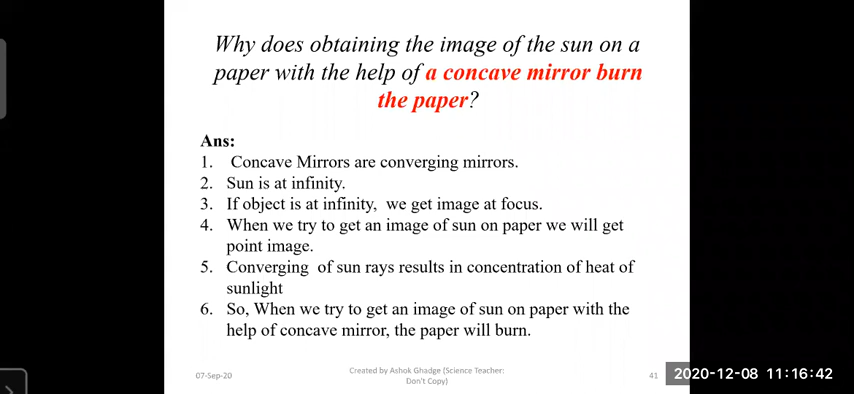 Why does obtaining the image of the sun on a
paper with the help of a concave mirror burn
the paper?
Ans:
1. Concave Mirrors are converging mirrors.
2. Sun is at infinity.
3. If object is at infinity, we get image at focus.
4. When we try to get an image of sun on paper we will get
point image.
5. Converging of sun rays results in concentration of heat of
sunlight
6. So, When we try to get an image of sun on paper with the
help of concave mirror, the paper will burn.
07-Sep-20
Created by Ashok Ghadge (Science Teacher:
Don't Copy)
41
2020-12-08 11:16:42